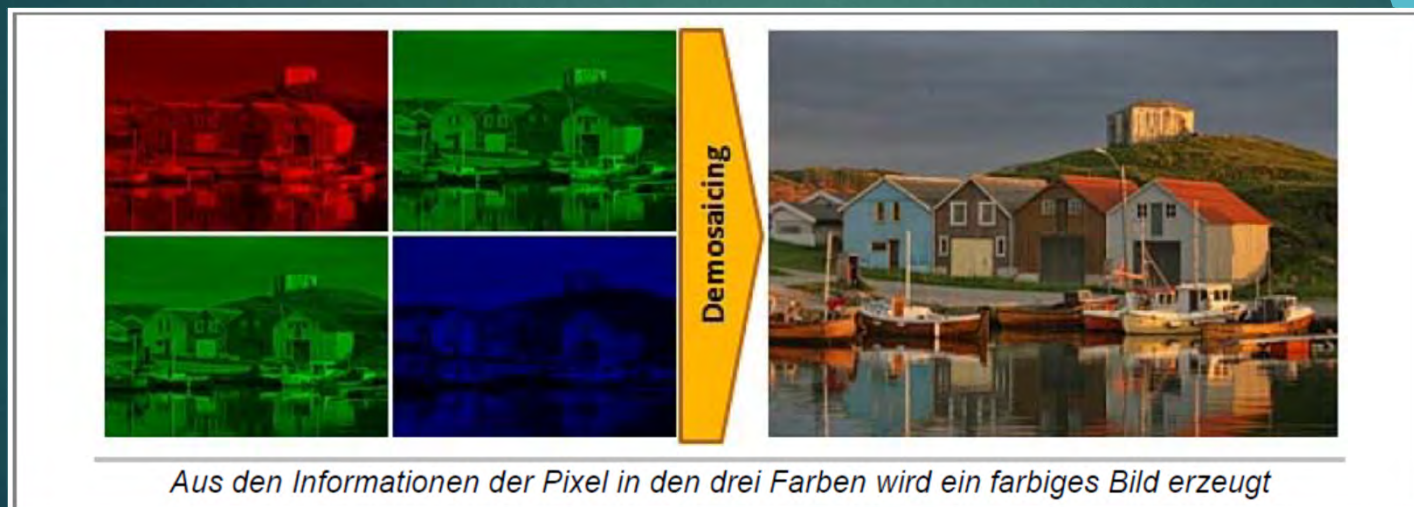 Demosaicing
Aus den Informationen der Pixel in den drei Farben wird ein farbiges Bild erzeugt